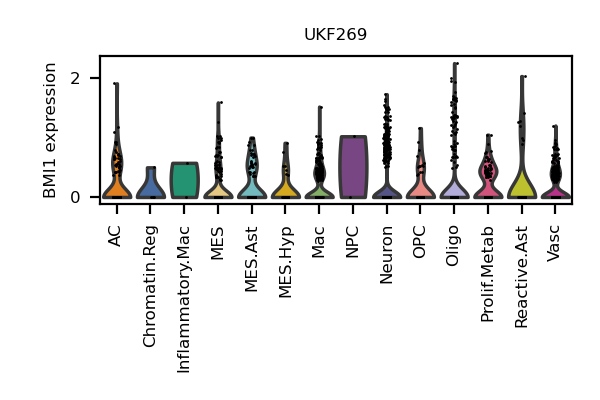 UKF269
BMI1 expression
2
0
AC
Chromatin.Reg
Inflammatory.Mac
MES
MES.Ast
MES.Hyp
Mac
NPC
Neuron
OPC
Oligo
Prolif.Metab
Reactive.Ast
Vasc